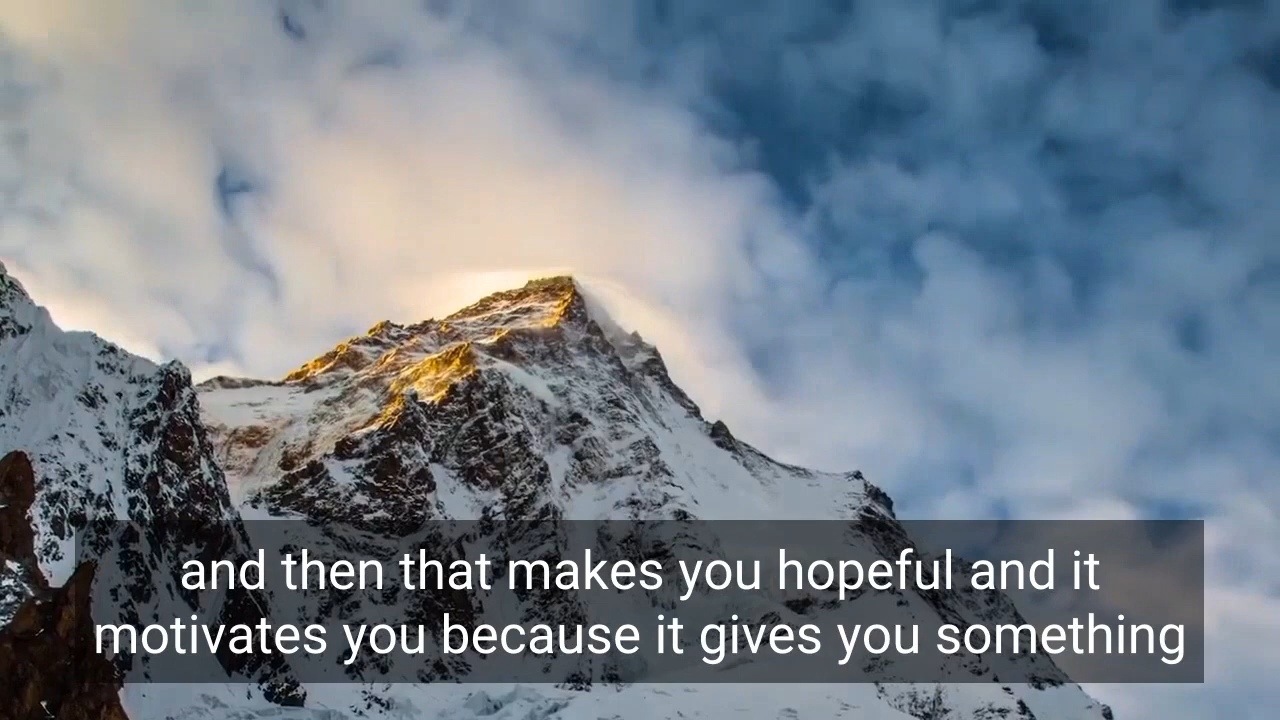 and then that makes you hopeful and it
motivates you because it gives you something